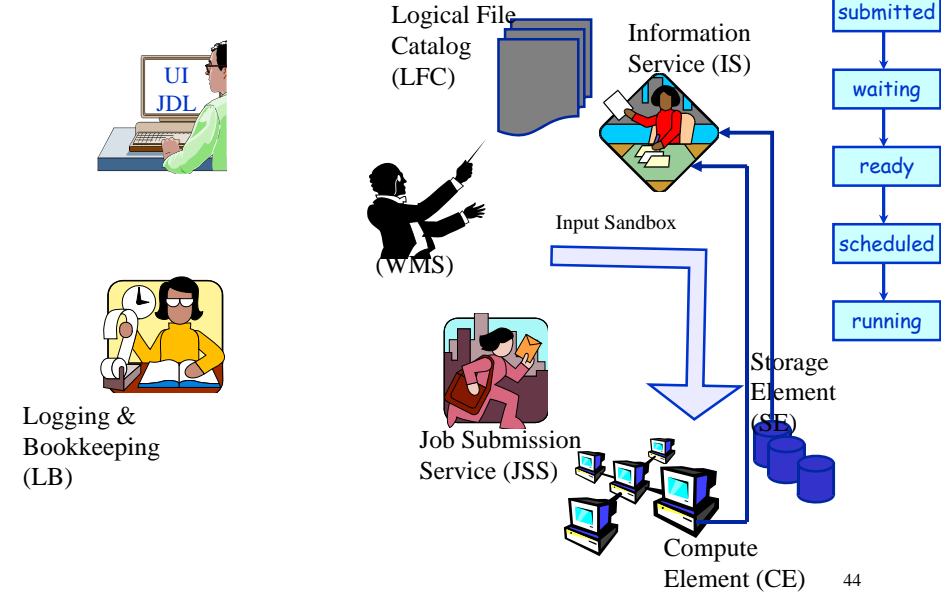 UI
JDL
Logical File
Catalog
(LFC)
Information
Service (IS)
submitted
waiting
ready
scheduled
running
(WMS)
Input Sandbox
Logging &
Bookkeeping
(LB)
Job Submission
Service (JSS)
Storage
Element
(SE)
Compute
Element (CE)
44